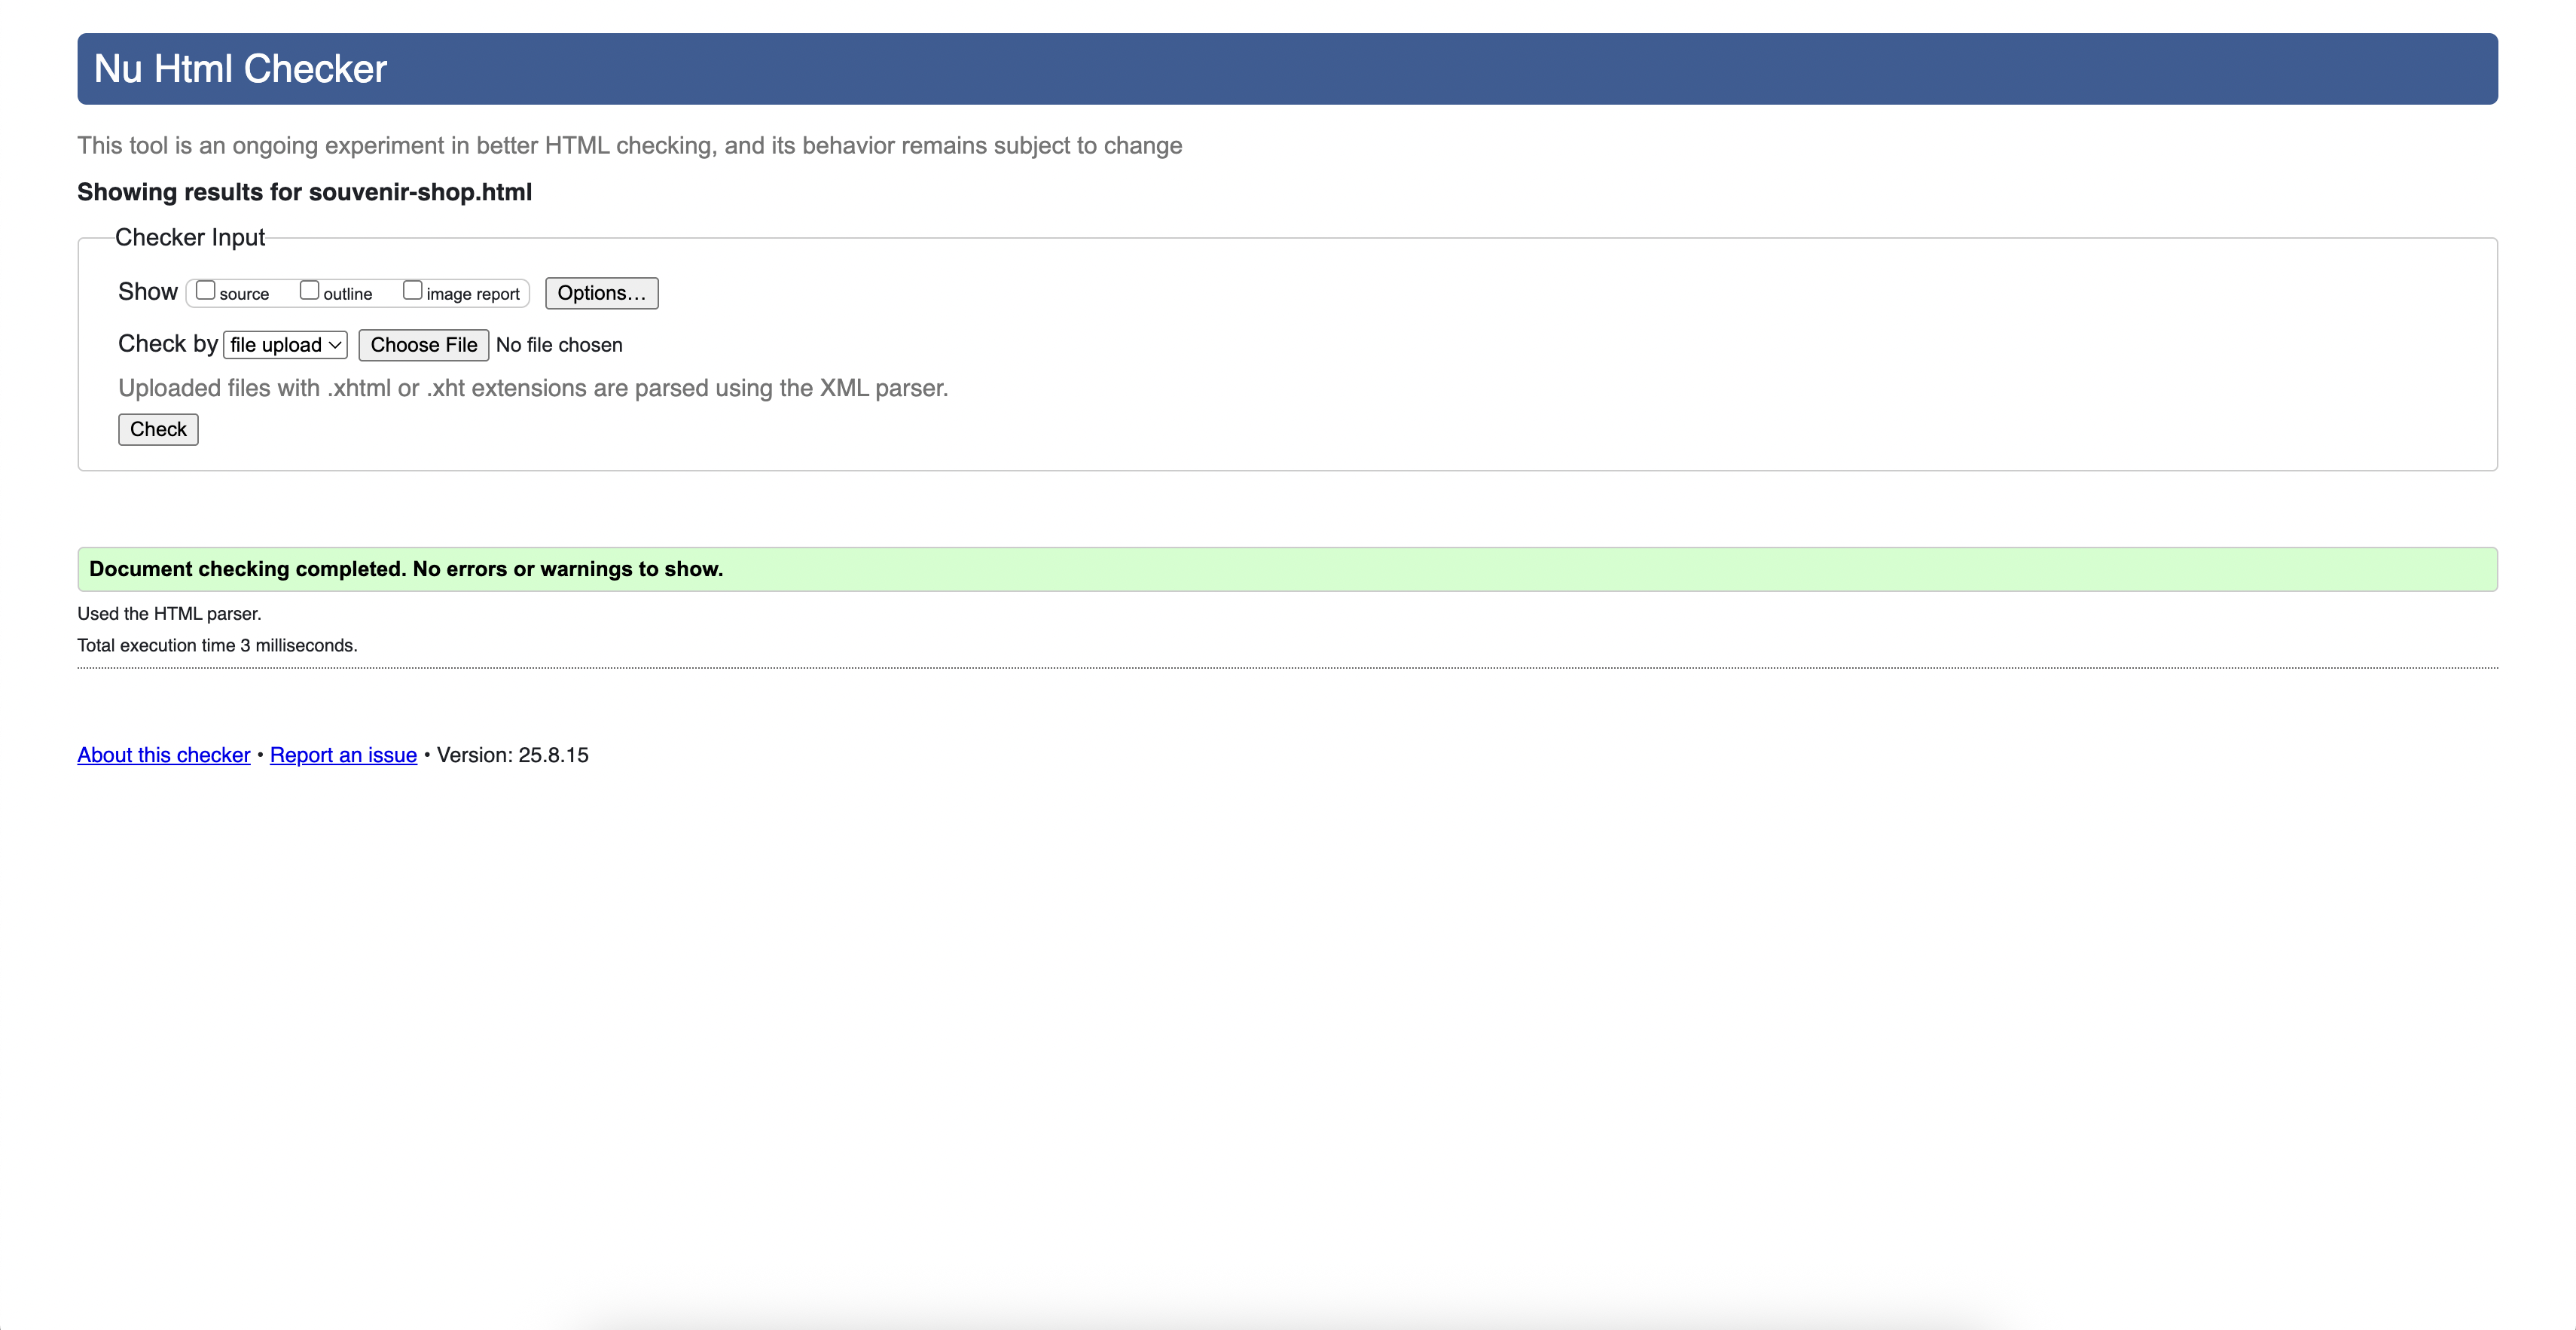 Nu Html Checker
This tool is an ongoing experiment in better HTML checking, and its behavior remains subject to change
Showing results for souvenir-shop.html
Checker Input
Show source outline image report Options…
Check by file upload Choose File No file chosen
Uploaded files with .xhtml or .xht extensions are parsed using the XML parser.
Check
Document checking completed. No errors or warnings to show.
Used the HTML parser.
Total execution time 3 milliseconds.
About this checker • Report an issue • Version: 25.8.15